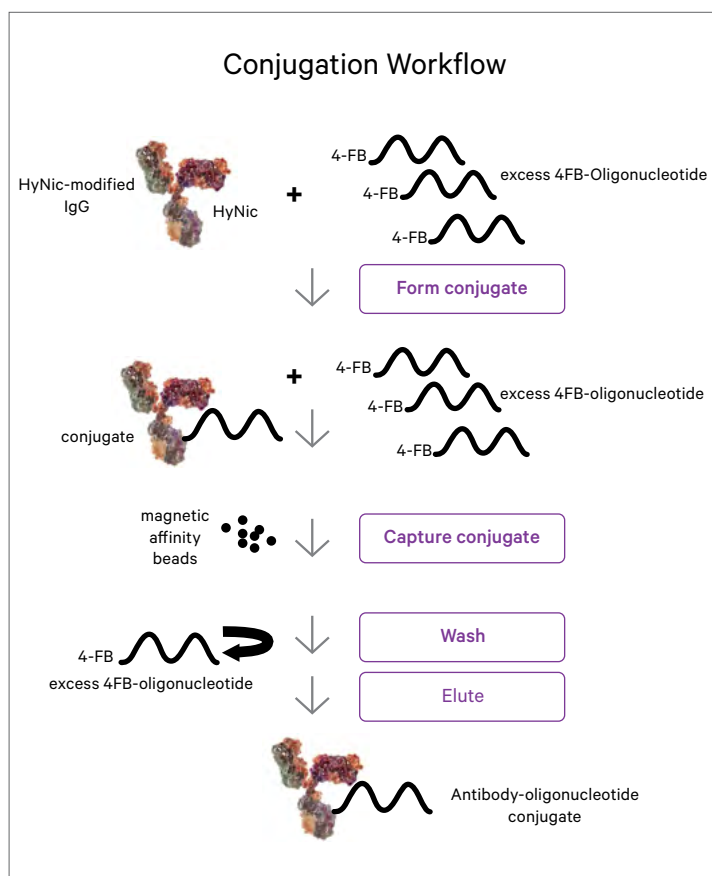 Conjugation Workflow
HyNic-modified
IgG
HyNic
+
4-FB
4-FB
4-FB
excess 4FB-Oligonucleotide
Form conjugate
conjugate
+
4-FB
4-FB
4-FB
excess 4FB-oligonucleotide
magnetic
affinity
beads
Capture conjugate
4-FB
excess 4FB-oligonucleotide
Wash
Elute
Antibody-oligonucleotide
conjugate